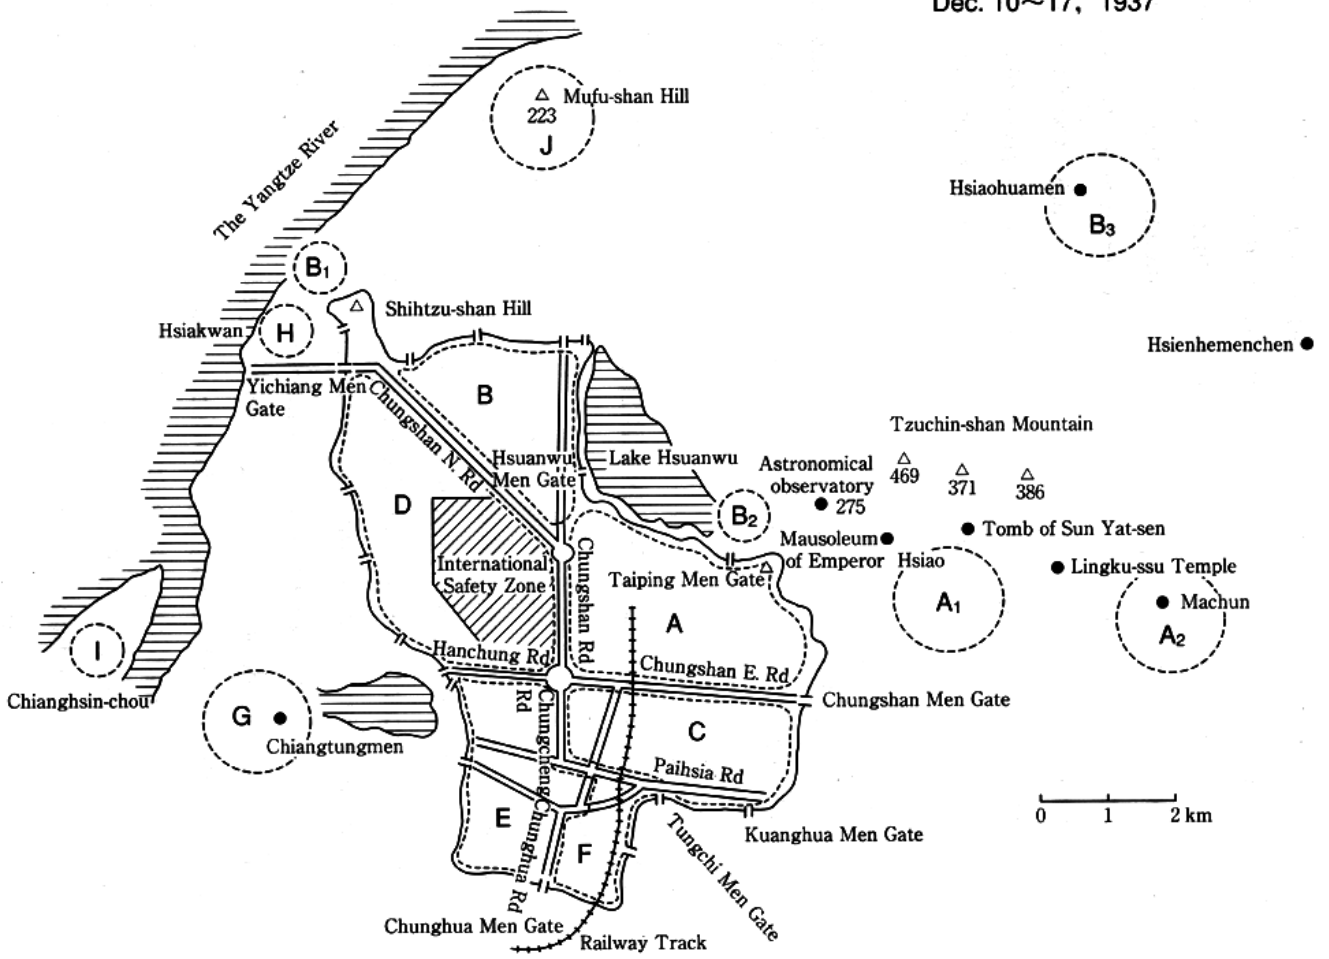 Dec. 10~17, 1937
Mufu-shan Hill
223
J
The Yangtze River
Hsiaohuamen
B3
B1
Shihtzu-shan Hill
Hsiakwan
H
Hsienhemenchen
Yichiang Men
Gate
Chungshan N. Rd
B
Tzuchin-shan Mountain
469
371
386
Hsuanwu
Men Gate
Lake Hsuanwu
Astronomical
observatory
275
D
B2
Mausoleum
of Emperor Hsiao
Tomb of Sun Yat-sen
International
Safety Zone
Chungshan Rd
Taiping Men Gate
Lingku-ssu Temple
A1
Machun
A2
A
I
Hanchung Rd
Chungshan E. Rd
Chianghsin-chou
Chungshan Men Gate
G
Chiangtungmen
Chungcheng
Rd
C
Paihsia Rd
E
Chunghua Rd
F
Tungchi Men Gate
Kuanghua Men Gate
0 1 2 km
Chunghua Men Gate
Railway Track